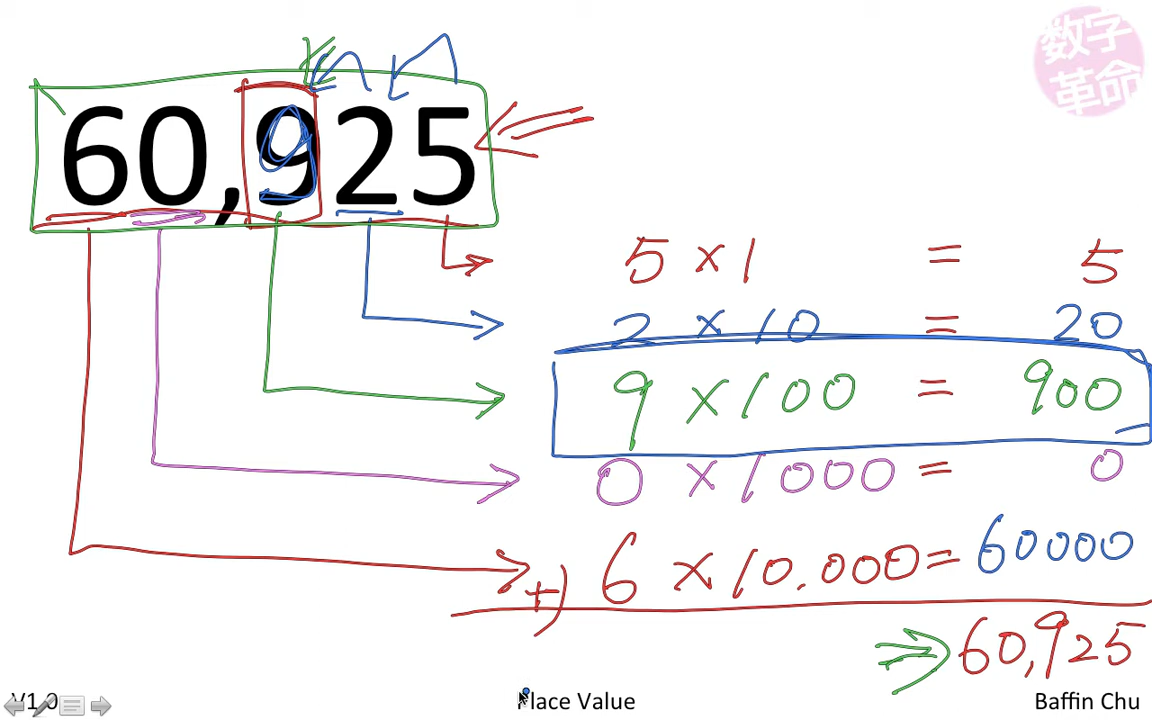 数字
革命
60,925
5 × 1 = 5
2 × 10 = 20
9 × 100 = 900
0 × 1000 = 0
+) 6 × 10.000 = 60000
60,925
V1.0 Place Value Baffin Chu